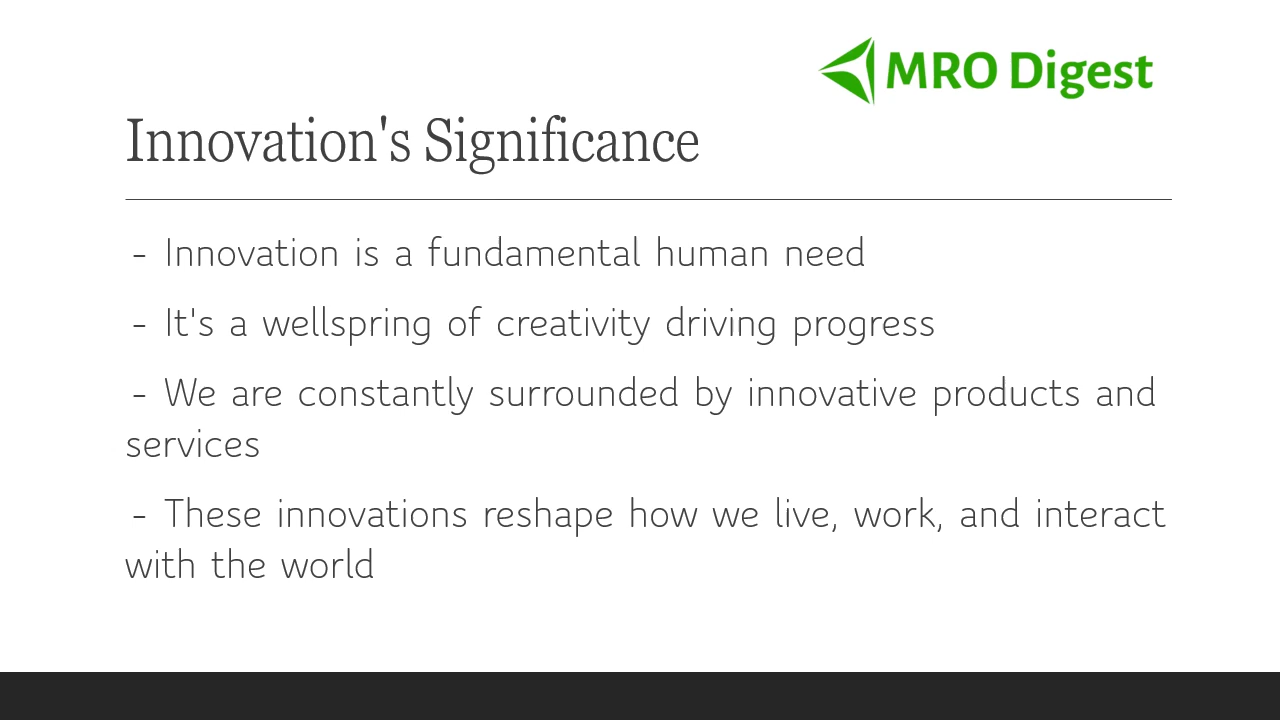 MRO Digest
Innovation's Significance
- Innovation is a fundamental human need
- It's a wellspring of creativity driving progress
- We are constantly surrounded by innovative products and
services
- These innovations reshape how we live, work, and interact
with the world